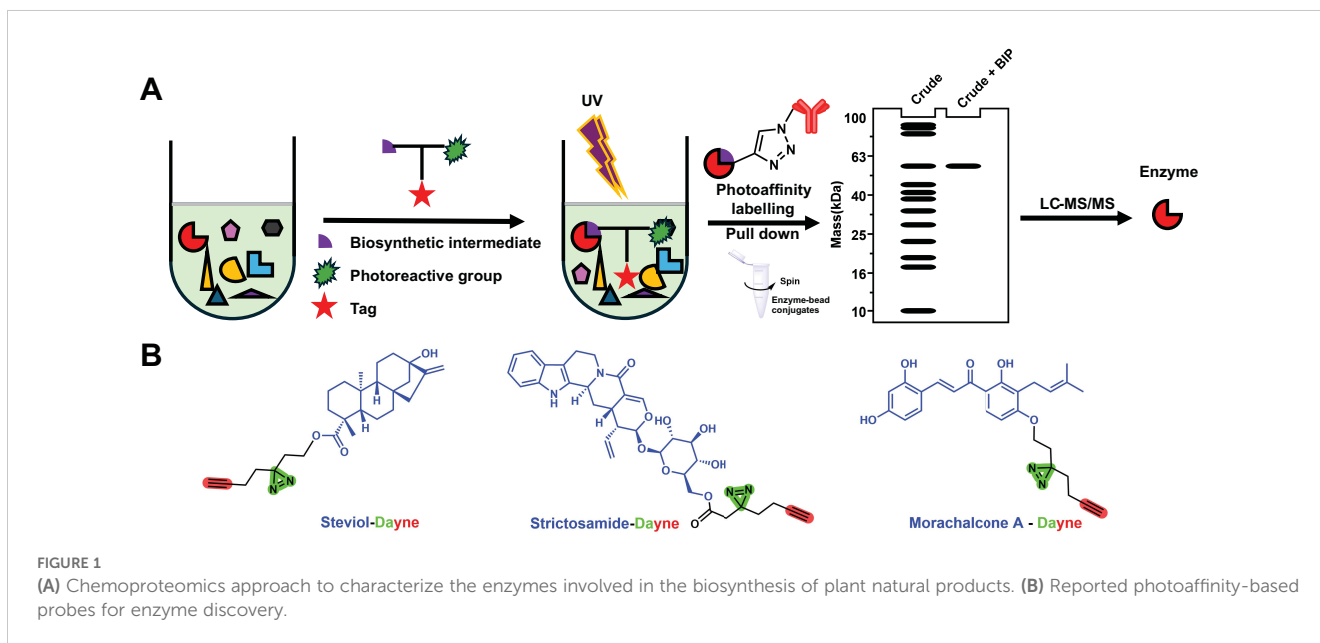 A
UV
Biosynthetic intermediate
Photoreactive group
Tag
N
N
N
Photoaffinity
labelling
Pull down
Spin
Enzyme-bead
conjugates
Crude
Crude + BIP
Mass(kDa)
100
63
40
25
16
10
LC-MS/MS
Enzyme
B
OH
H
H
O
O
N
N
Steviol-Dayne
O
N
N
H
H
H
O
O
HO
OH
OH
O
O
O
N
N
Strictosamide-Dayne
OH
OH
O
OH
HO
O
N
N
Morachalcone A - Dayne
FIGURE 1
(A) Chemoproteomics approach to characterize the enzymes involved in the biosynthesis of plant natural products. (B) Reported photoaffinity-based
probes for enzyme discovery.